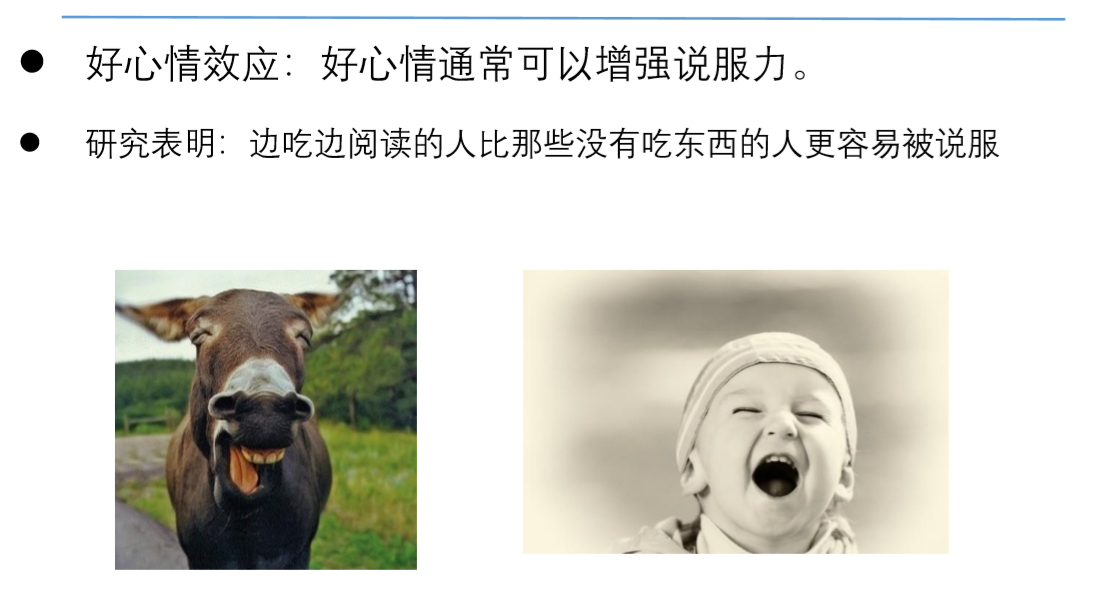 好心情效应：好心情通常可以增强说服力。
研究表明：边吃边阅读的人比那些没有吃东西的人更容易被说服